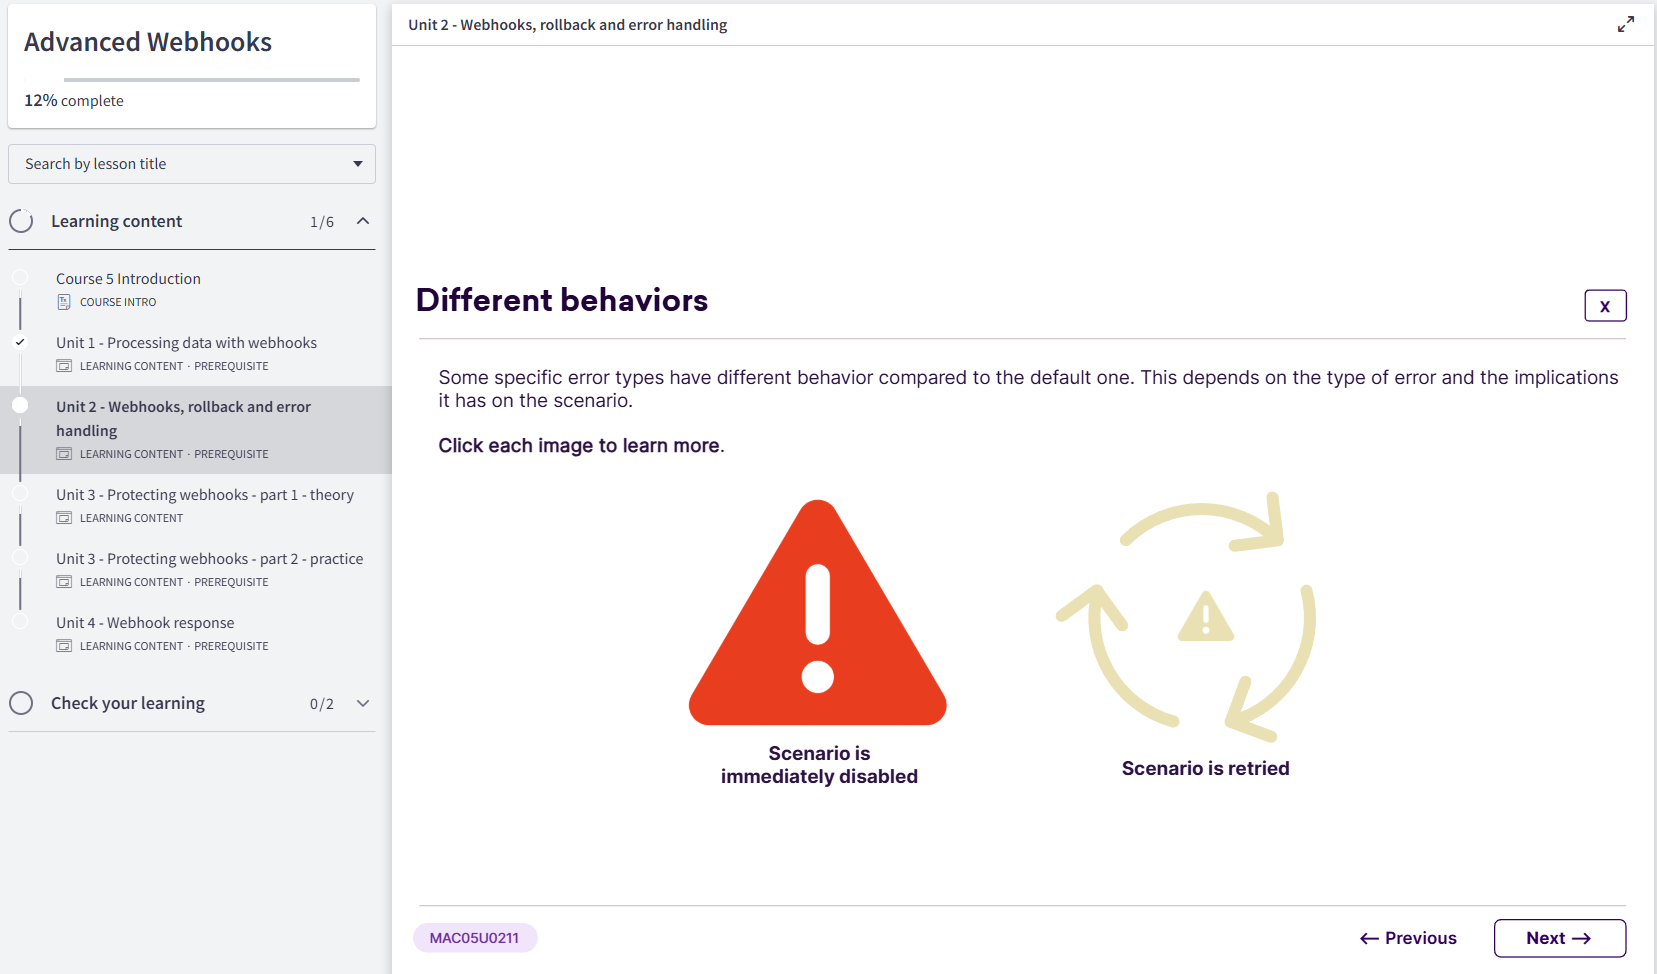 Advanced Webhooks
12% complete
Search by lesson title
Learning content 1/6
Course 5 Introduction
COURSE INTRO
Unit 1 - Processing data with webhooks
LEARNING CONTENT · PREREQUISITE
Unit 2 - Webhooks, rollback and error
handling
LEARNING CONTENT · PREREQUISITE
Unit 3 - Protecting webhooks - part 1 - theory
LEARNING CONTENT
Unit 3 - Protecting webhooks - part 2 - practice
LEARNING CONTENT · PREREQUISITE
Unit 4 - Webhook response
LEARNING CONTENT · PREREQUISITE
Check your learning 0/2
Unit 2 - Webhooks, rollback and error handling
Different behaviors
X
Some specific error types have different behavior compared to the default one. This depends on the type of error and the implications
it has on the scenario.
Click each image to learn more.
Scenario is
immediately disabled
Scenario is retried
MAC05U0211
← Previous
Next →